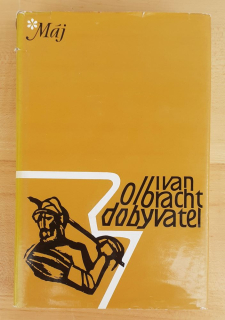 *Máj
ivan
olbracht
dobyvatel